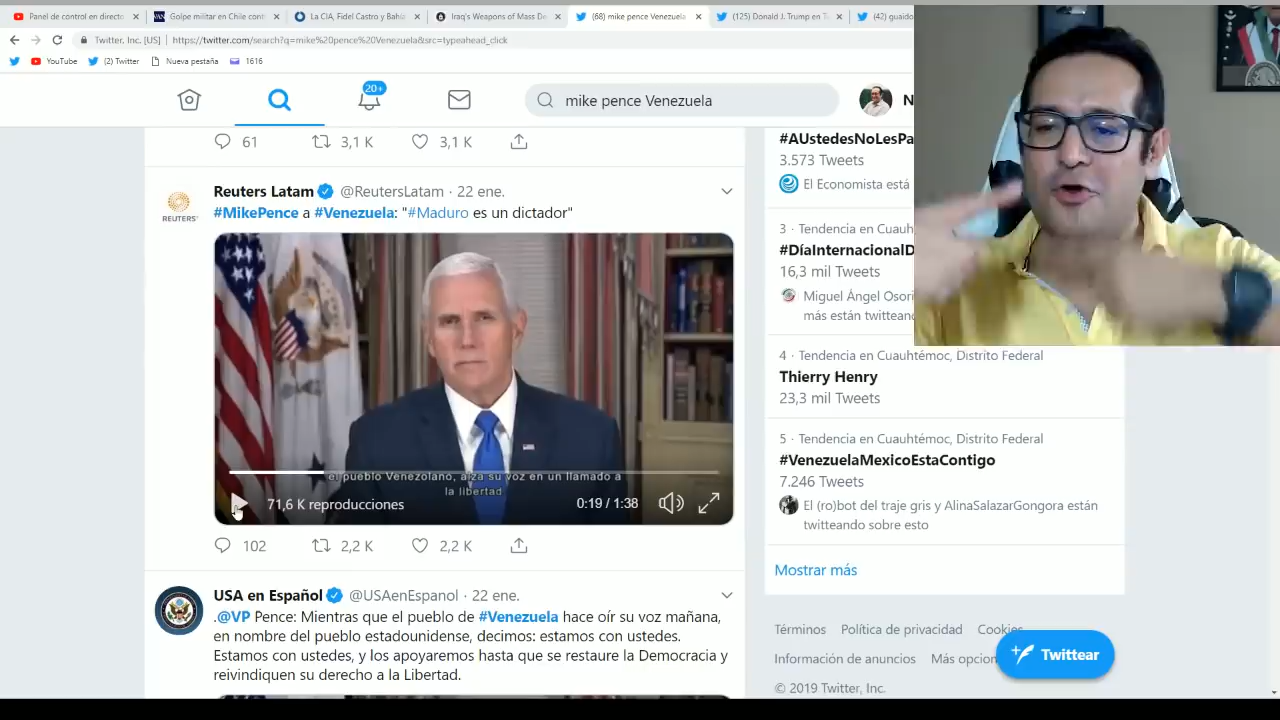 Panel de control en directo
Golpe militar en Chile cont
La CIA, Fidel Castro y Bahía
Iraq's Weapons of Mass De
(68) mike pence Venezuela
(125) Donald J. Trump en T
(42) guaido
Twitter, Inc. [US] | https://twitter.com/search?q=mike%20pence%20Venezuela&src=typeahead_click
YouTube
(2) Twitter
Nueva pestaña
1616
20+
mike pence Venezuela
N
61
3,1 K
3,1 K
Reuters Latam @ReutersLatam · 22 ene.
#MikePence a #Venezuela: "#Maduro es un dictador"
REUTERS
el pueblo Venezolano, alza su voz en un llamado a
la libertad
71,6 K reproducciones
0:19 / 1:38
102
2,2 K
2,2 K
USA en Español @USAenEspanol · 22 ene.
.@VP Pence: Mientras que el pueblo de #Venezuela hace oír su voz mañana,
en nombre del pueblo estadounidense, decimos: estamos con ustedes.
Estamos con ustedes, y los apoyaremos hasta que se restaure la Democracia y
reivindiquen su derecho a la Libertad.
#AUstedesNoLesPa
3.573 Tweets
El Economista está
3 · Tendencia en Cuauh
#DíaInternacionalD
16,3 mil Tweets
Miguel Ángel Osori
más están twitteand
4 · Tendencia en Cuauhtémoc, Distrito Federal
Thierry Henry
23,3 mil Tweets
5 · Tendencia en Cuauhtémoc, Distrito Federal
#VenezuelaMexicoEstaContigo
7.246 Tweets
El (ro)bot del traje gris y AlinaSalazarGongora están
twitteando sobre esto
Mostrar más
Términos
Política de privacidad
Cookies
Información de anuncios
Más opcion
© 2019 Twitter, Inc.
Twittear